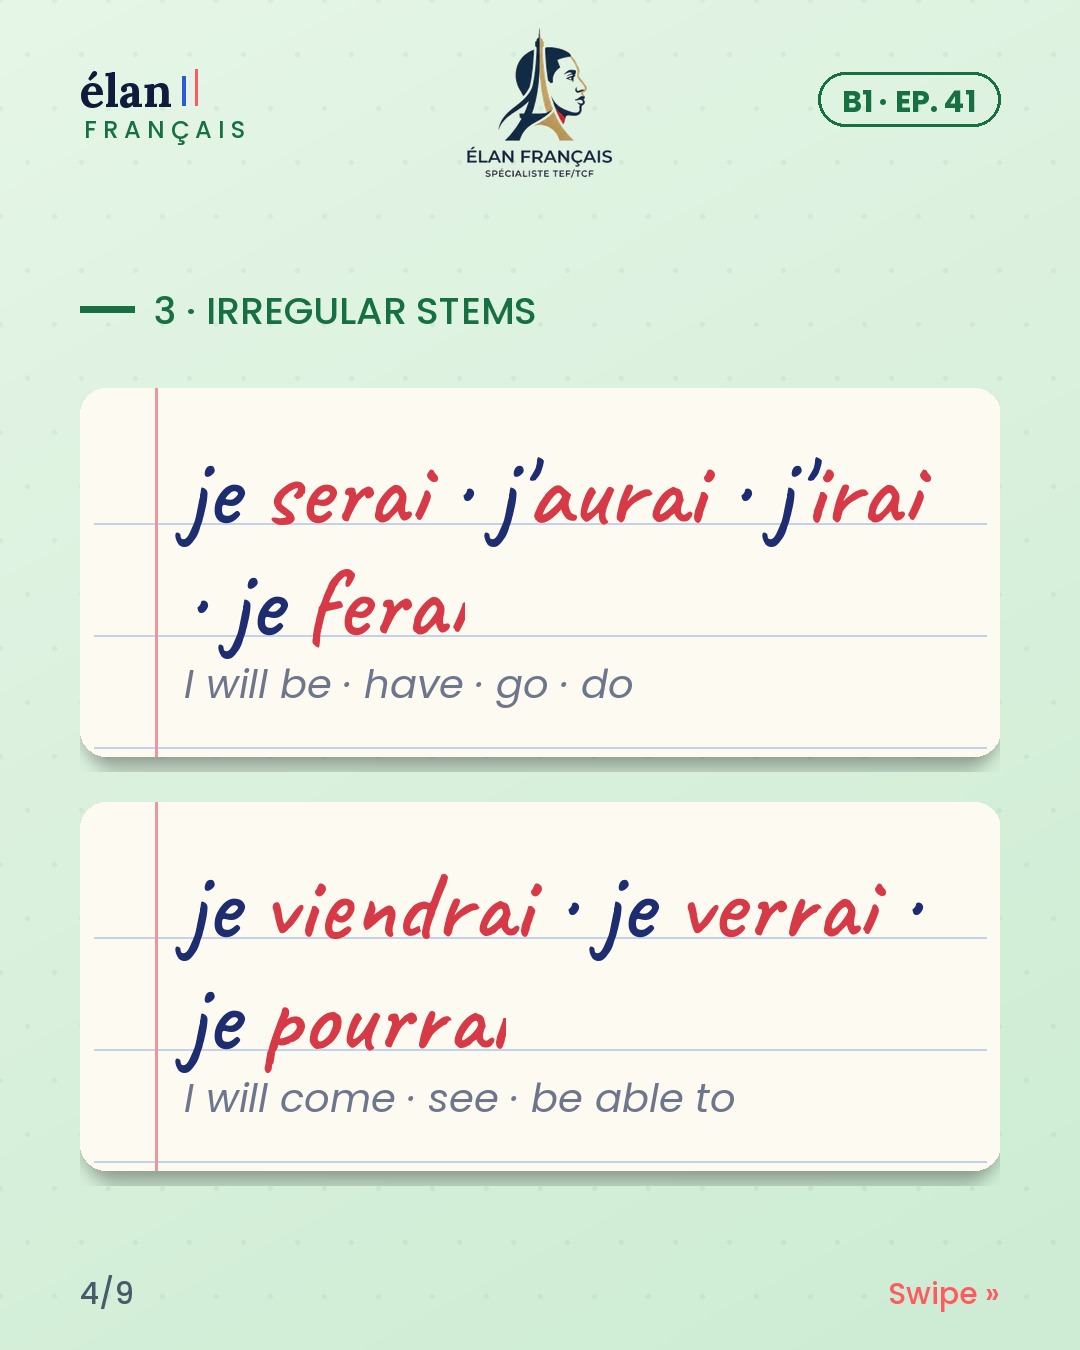 élan
FRANÇAIS
ÉLAN FRANÇAIS
SPÉCIALISTE TEF/TCF
B1 · EP. 41
3 · IRREGULAR STEMS
je serai · j'aurai · j'irai
· je ferai
I will be · have · go · do
je viendrai · je verrai ·
je pourrai
I will come · see · be able to
4/9
Swipe »